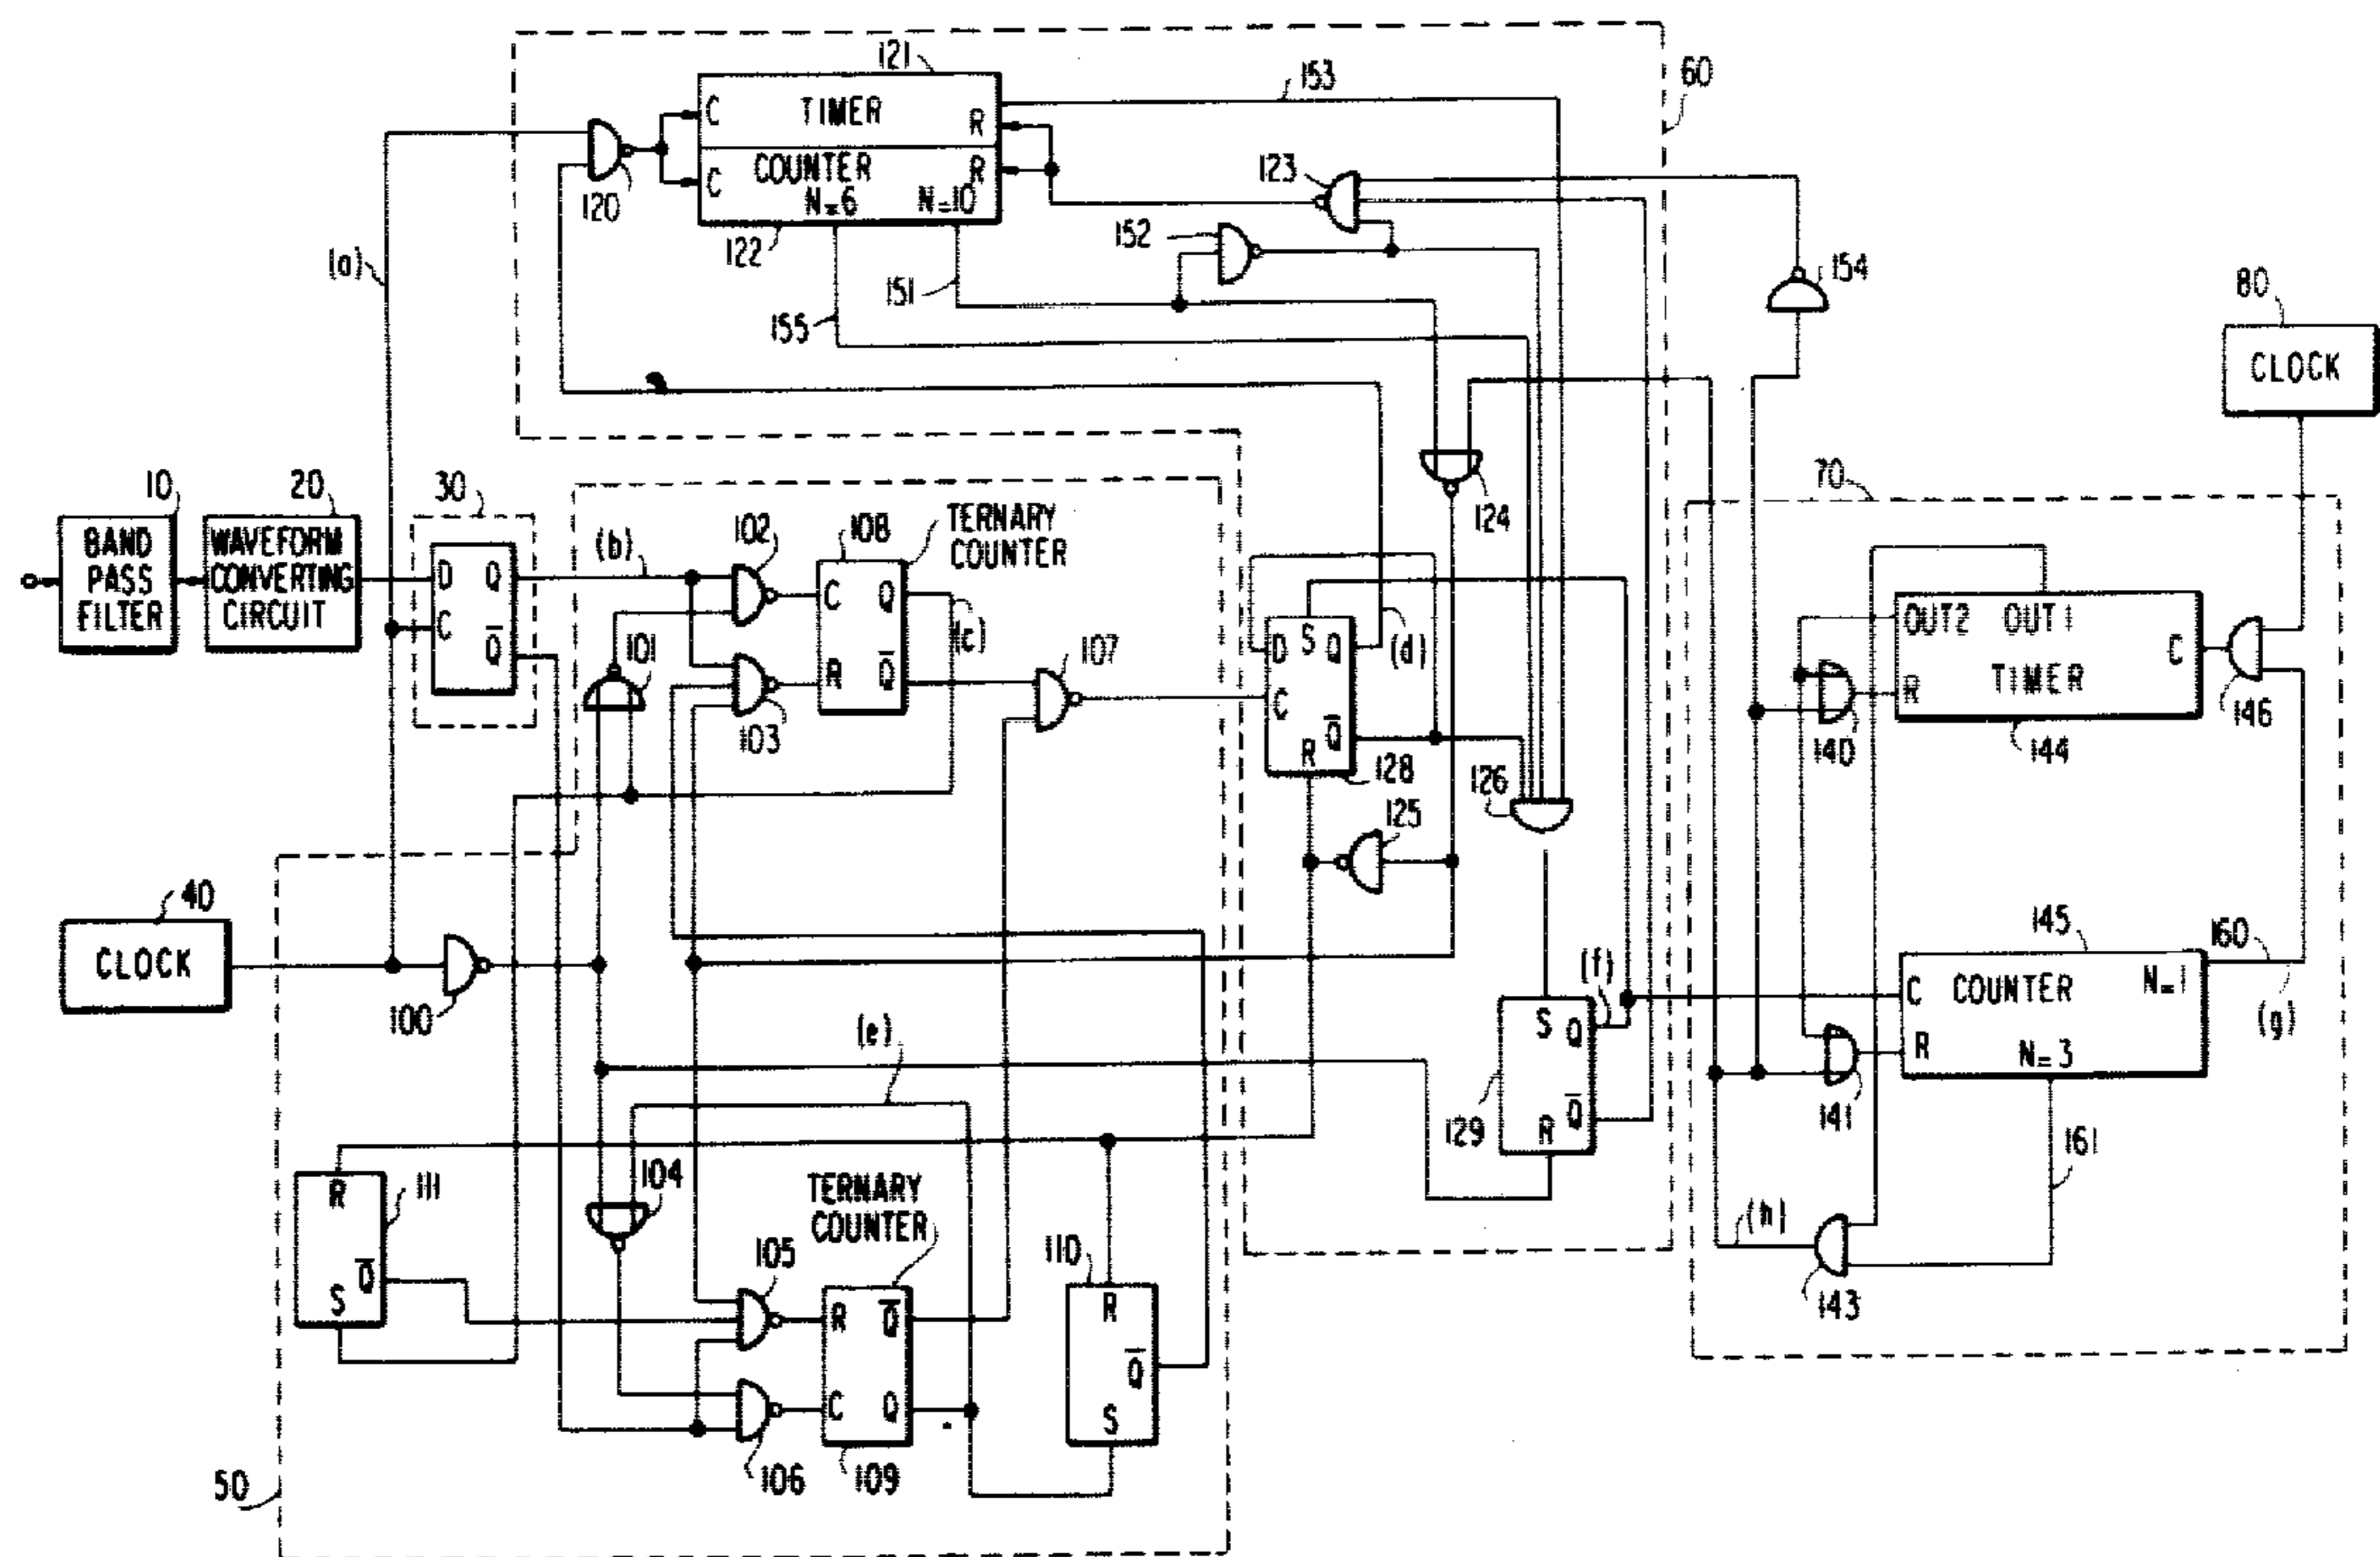 121
153
60
C TIMER R
C COUNTER R
N=6 N=10
120
122
123
152
154
(a)
151
155
80
CLOCK
10
20
30
BAND
PASS
FILTER
WAVEFORM
CONVERTING
CIRCUIT
D Q
C
Q̅
(b)
102
108
TERNARY
COUNTER
C Q
R Q̅
(c)
101
103
107
124
(d)
D S Q
C
R Q̅
128
126
125
70
OUT2 OUT1
TIMER
C
R
140
144
146
40
CLOCK
100
(e)
(f)
S Q
Q̅
R
129
145
160
C COUNTER N=1
R
N=3
(g)
141
161
(h)
143
R
111
Q̅
S
104
TERNARY
COUNTER
105
R Q̅
C Q
106
109
110
R
Q̅
S
50